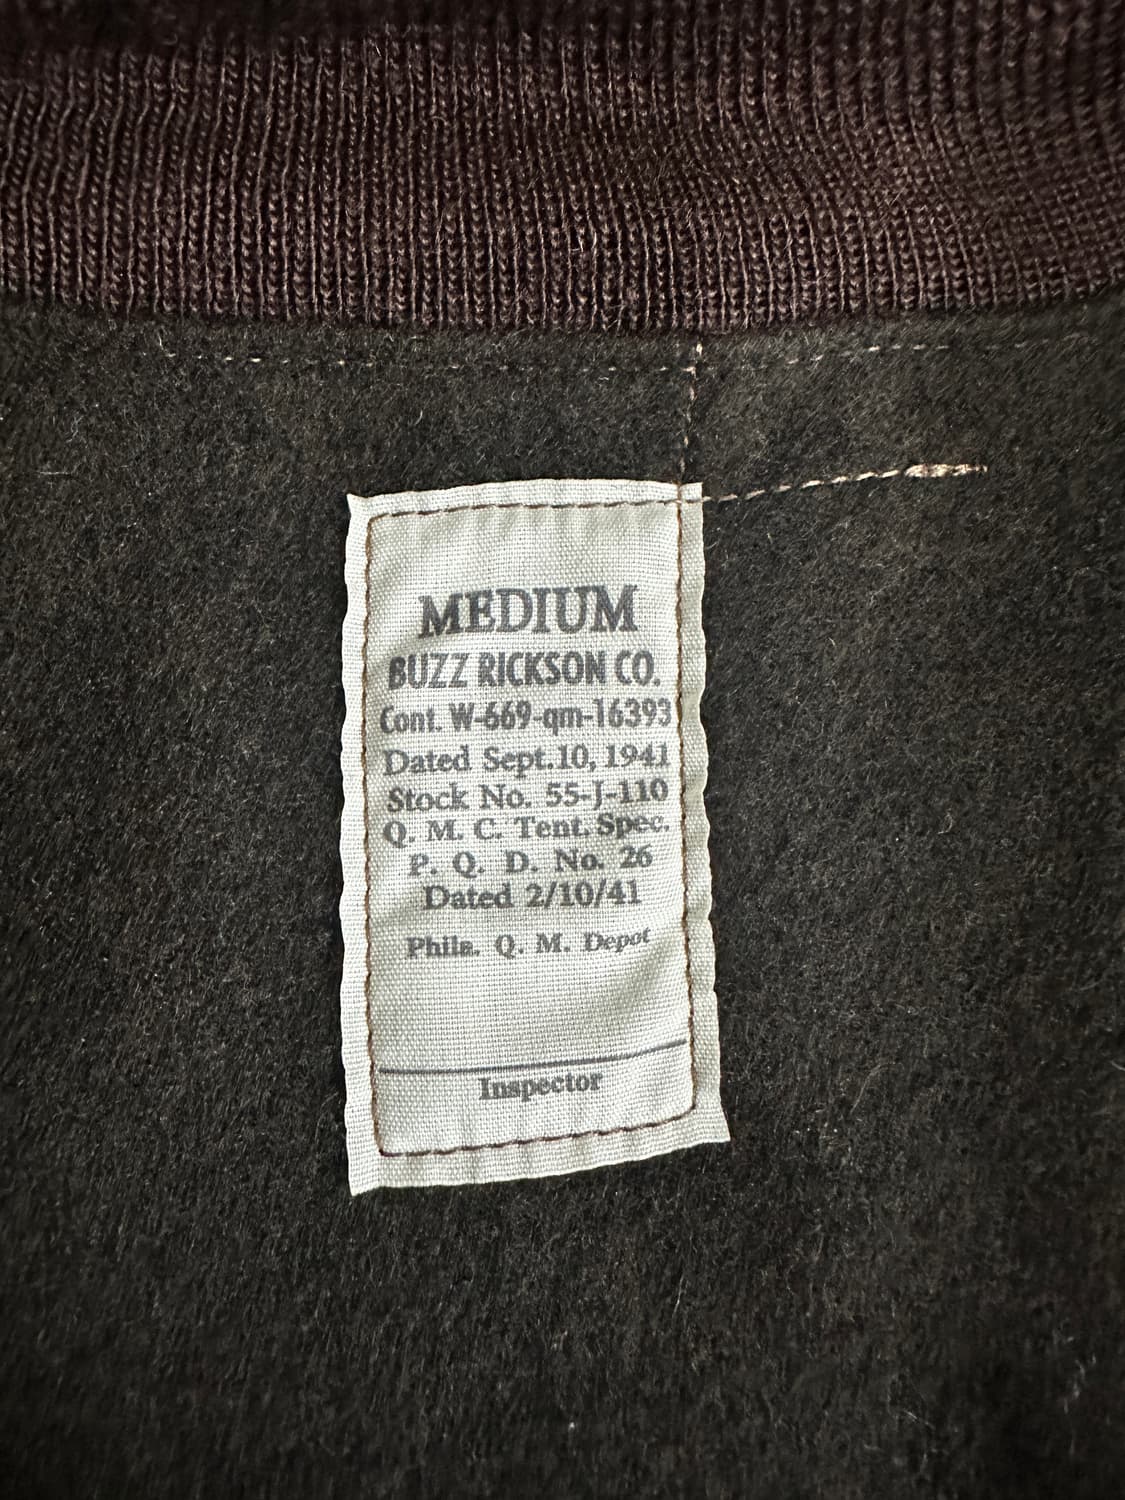 MEDIUM
BUZZ RICKSON CO.
Cont. W-669-qm-16393
Dated Sept.10, 1941
Stock No. 55-J-110
Q. M. C. Tent. Spec.
P. Q. D. No. 26
Dated 2/10/41
Phila. Q. M. Depot
Inspector